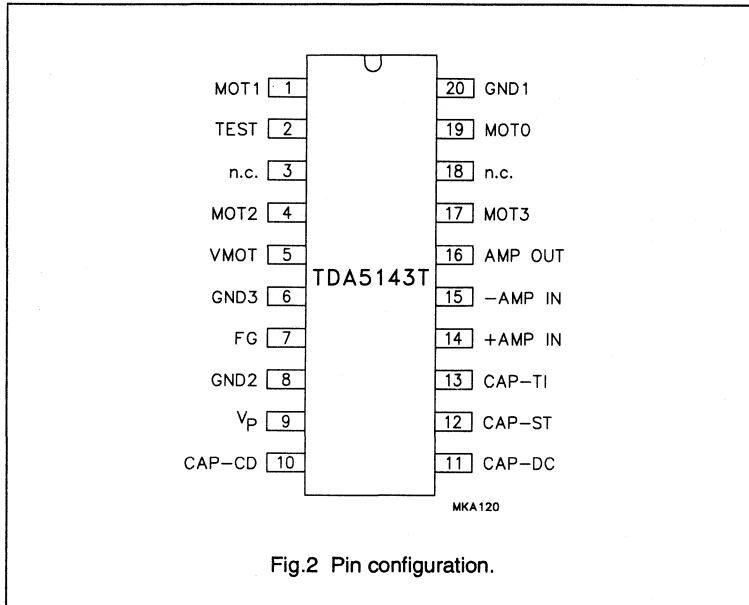 MOT1 1
TEST 2
n.c. 3
MOT2 4
VMOT 5
GND3 6
FG 7
GND2 8
VP 9
CAP-CD 10
TDA5143T
20 GND1
19 MOT0
18 n.c.
17 MOT3
16 AMP OUT
15 -AMP IN
14 +AMP IN
13 CAP-TI
12 CAP-ST
11 CAP-DC
MKA120
Fig.2 Pin configuration.